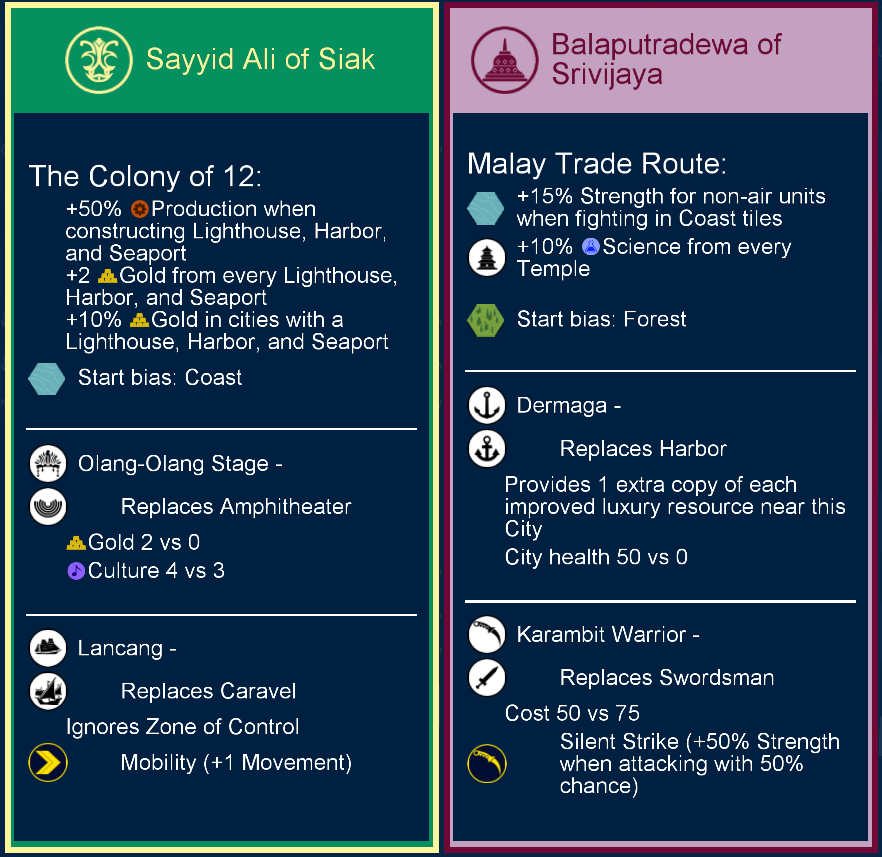 Sayyid Ali of Siak
The Colony of 12:
+50% Production when
constructing Lighthouse, Harbor,
and Seaport
+2 Gold from every Lighthouse,
Harbor, and Seaport
+10% Gold in cities with a
Lighthouse, Harbor, and Seaport
Start bias: Coast
Olang-Olang Stage -
Replaces Amphitheater
Gold 2 vs 0
Culture 4 vs 3
Lancang -
Replaces Caravel
Ignores Zone of Control
Mobility (+1 Movement)
Balaputradewa of
Srivijaya
Malay Trade Route:
+15% Strength for non-air units
when fighting in Coast tiles
+10% Science from every
Temple
Start bias: Forest
Dermaga -
Replaces Harbor
Provides 1 extra copy of each
improved luxury resource near this
City
City health 50 vs 0
Karambit Warrior -
Replaces Swordsman
Cost 50 vs 75
Silent Strike (+50% Strength
when attacking with 50%
chance)